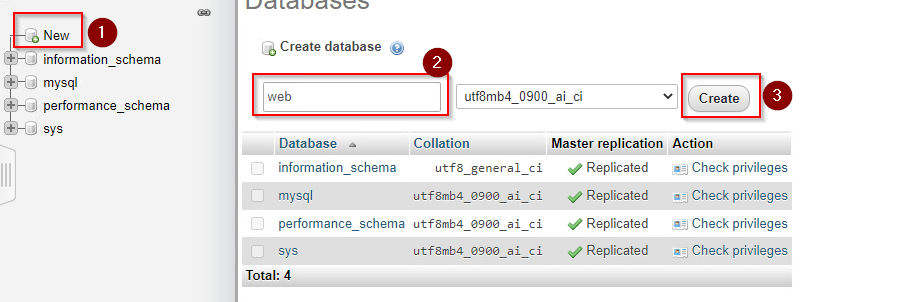 Databases
New
1
information_schema
mysql
performance_schema
sys
Create database
2
web
utf8mb4_0900_ai_ci
Create
3
Database Collation Master replication Action
information_schema utf8_general_ci Replicated Check privileges
mysql utf8mb4_0900_ai_ci Replicated Check privileges
performance_schema utf8mb4_0900_ai_ci Replicated Check privileges
sys utf8mb4_0900_ai_ci Replicated Check privileges
Total: 4